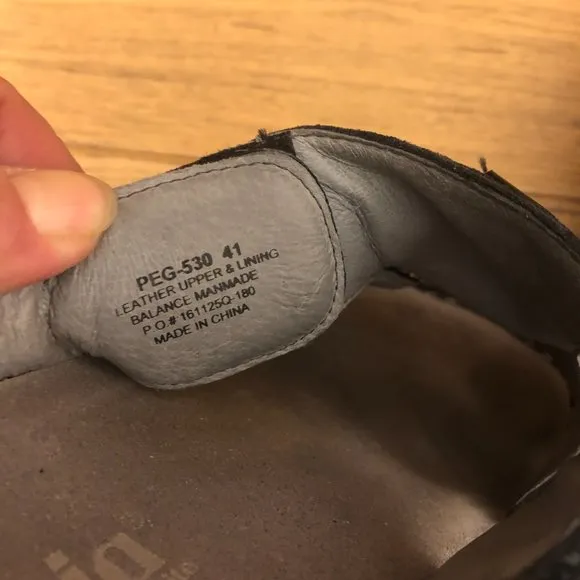 PEG-530 41
LEATHER UPPER & LINING
BALANCE MANMADE
P.O.# 161125Q-180
MADE IN CHINA